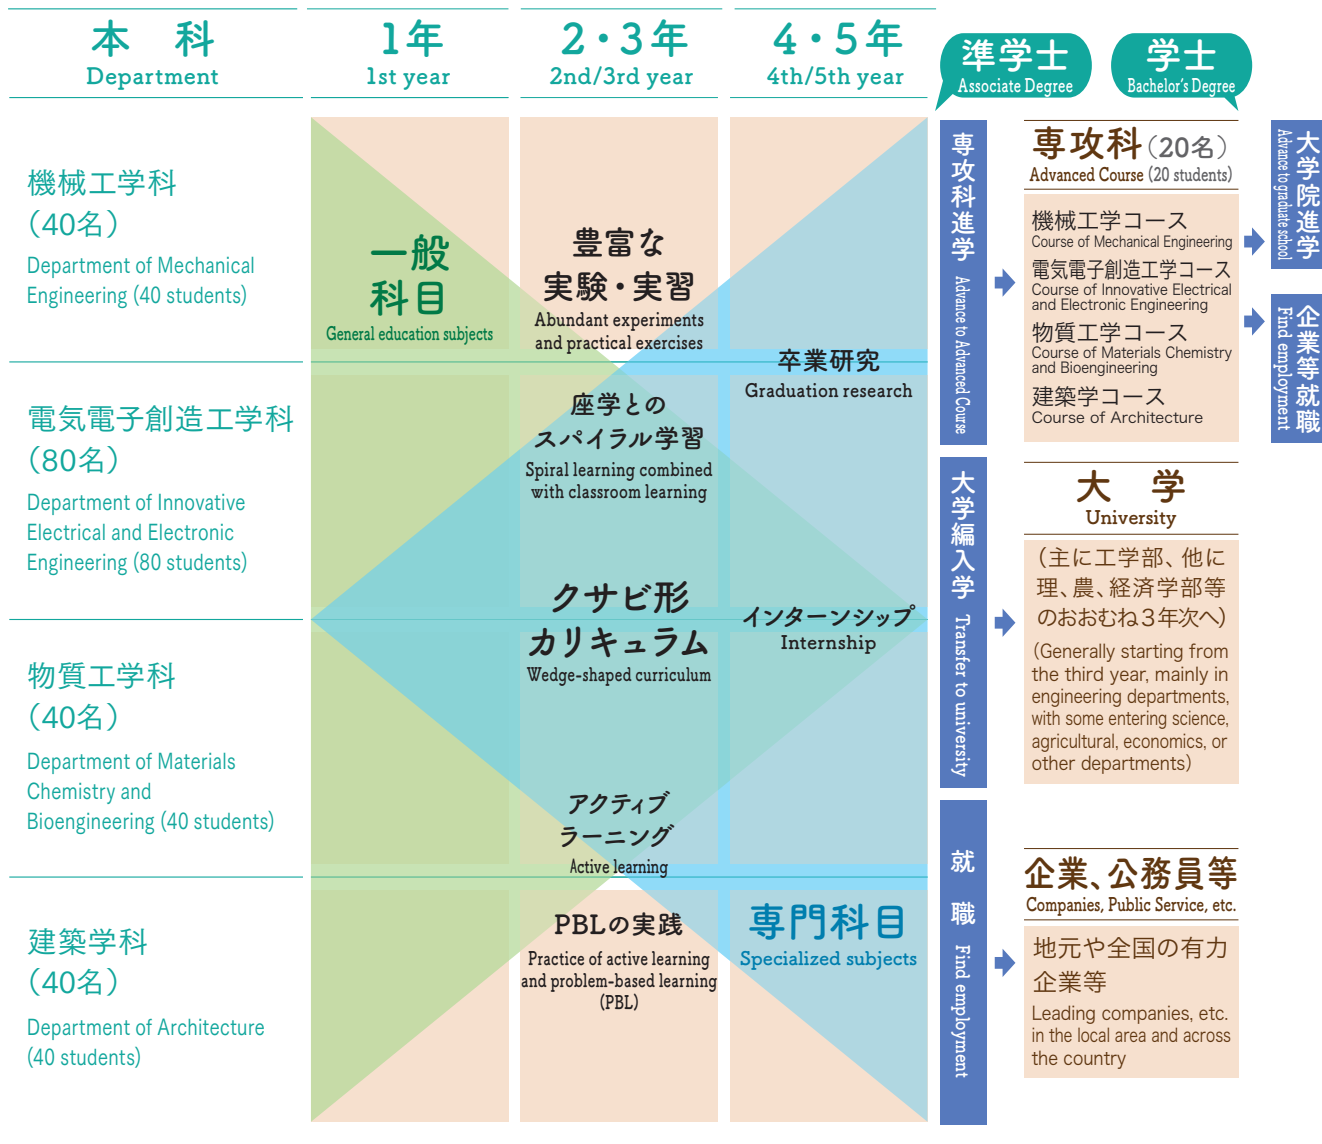 本　科
Department
1年
1st year
2・3年
2nd/3rd year
4・5年
4th/5th year
準学士
Associate Degree
学士
Bachelor's Degree
機械工学科
（40名）
Department of Mechanical
Engineering (40 students)
電気電子創造工学科
（80名）
Department of Innovative
Electrical and Electronic
Engineering (80 students)
物質工学科
（40名）
Department of Materials
Chemistry and
Bioengineering (40 students)
建築学科
（40名）
Department of Architecture
(40 students)
一般
科目
General education subjects
豊富な
実験・実習
Abundant experiments
and practical exercises
座学との
スパイラル学習
Spiral learning combined
with classroom learning
クサビ形
カリキュラム
Wedge-shaped curriculum
アクティブ
ラーニング
Active learning
PBLの実践
Practice of active learning
and problem-based learning
(PBL)
卒業研究
Graduation research
インターンシップ
Internship
専門科目
Specialized subjects
専攻科進学 Advance to Advanced Course
大学編入学 Transfer to university
就職 Find employment
専攻科（20名）
Advanced Course (20 students)
機械工学コース
Course of Mechanical Engineering
電気電子創造工学コース
Course of Innovative Electrical
and Electronic Engineering
物質工学コース
Course of Materials Chemistry
and Bioengineering
建築学コース
Course of Architecture
大学院進学
Advance to graduate school
企業等就職
Find employment
大　学
University
（主に工学部、他に
理、農、経済学部等
のおおむね３年次へ）
(Generally starting from
the third year, mainly in
engineering departments,
with some entering science,
agricultural, economics, or
other departments)
企業、公務員等
Companies, Public Service, etc.
地元や全国の有力
企業等
Leading companies, etc.
in the local area and across
the country